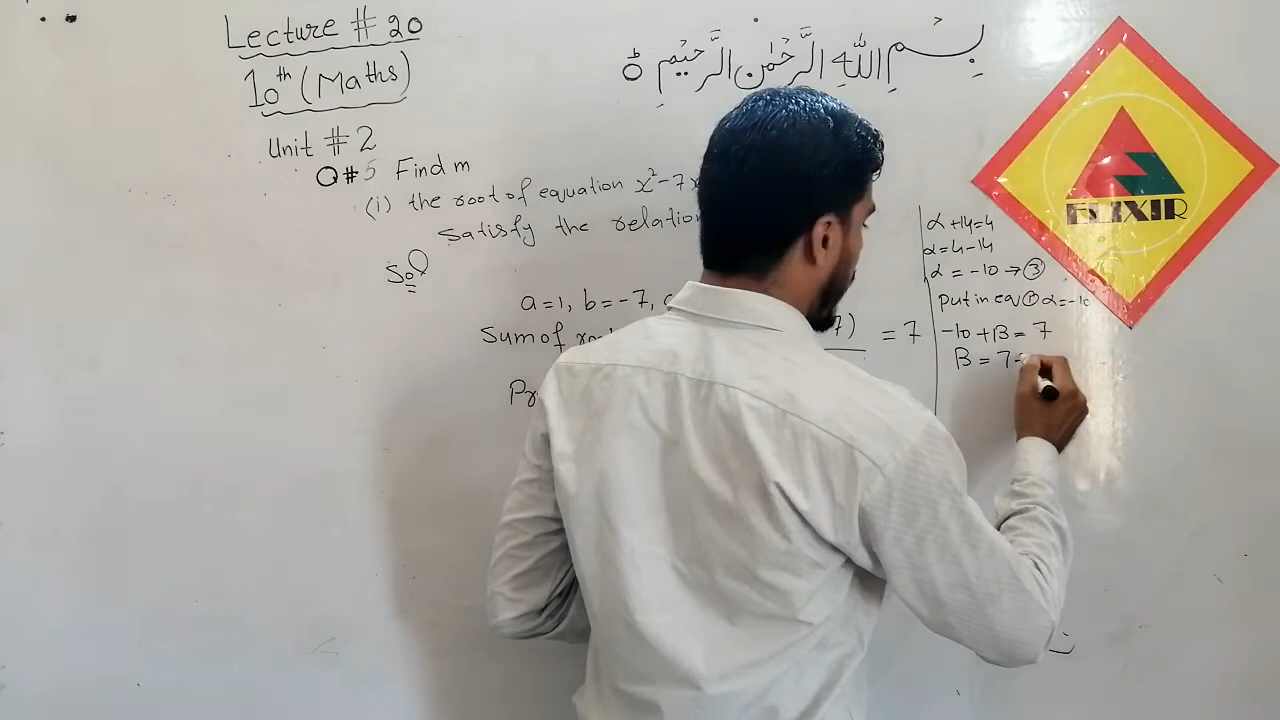 Lecture # 20
10th (Maths)
Unit # 2
بِسْمِ اللّٰهِ الرَّحْمٰنِ الرَّحِيْمِ
Q#5 Find m
(i) the root of equation x²-7x
satisfy the relation
Sol
a=1, b=-7,
Sum of
7) = 7
α+14=4
α=4-14
α=-10→③
put in eq ① α=-10
-10+β=7
β=7
ELIXIR